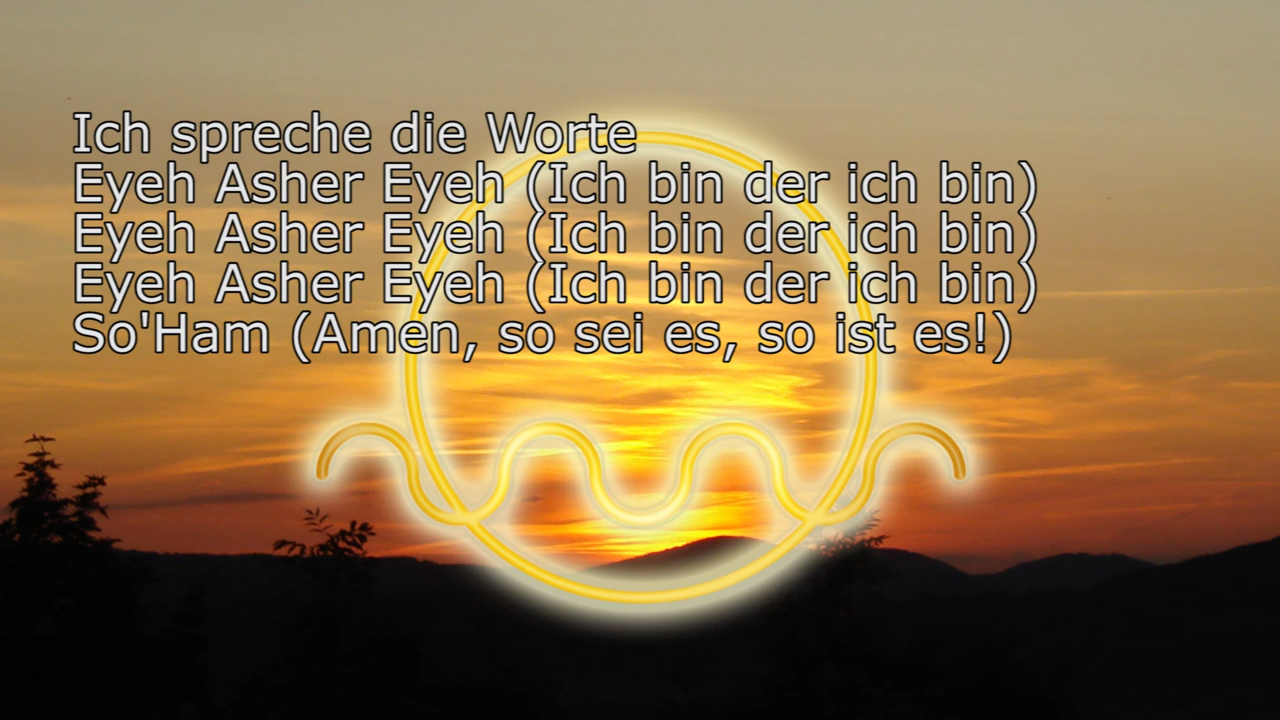 Ich spreche die Worte
Eyeh Asher Eyeh (Ich bin der ich bin)
Eyeh Asher Eyeh (Ich bin der ich bin)
Eyeh Asher Eyeh (Ich bin der ich bin)
So'Ham (Amen, so sei es, so ist es!)